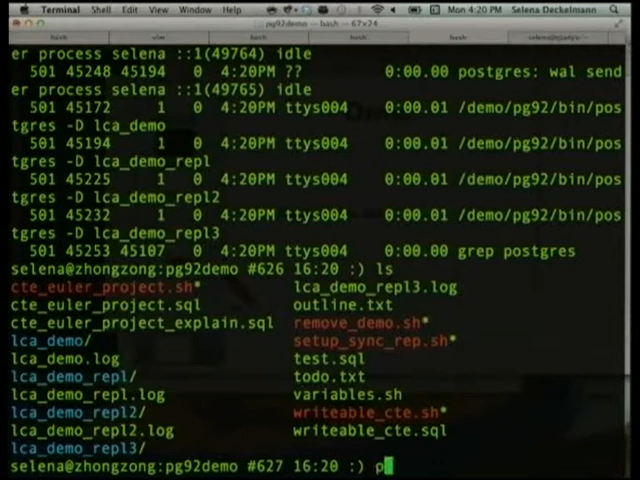 Terminal Shell Edit View Window Help Mon 4:20 PM Selena Deckelmann
pg92demo — bash — 67×24
bash vim bash bash bash
er process selena ::1(49764) idle
501 45248 45194 0 4:20PM ?? 0:00.00 postgres: wal send
er process selena ::1(49765) idle
501 45172 1 0 4:20PM ttys004 0:00.01 /demo/pg92/bin/pos
tgres -D lca_demo
501 45194 1 0 4:20PM ttys004 0:00.01 /demo/pg92/bin/pos
tgres -D lca_demo_repl
501 45225 1 0 4:20PM ttys004 0:00.01 /demo/pg92/bin/pos
tgres -D lca_demo_repl2
501 45232 1 0 4:20PM ttys004 0:00.01 /demo/pg92/bin/pos
tgres -D lca_demo_repl3
501 45253 45107 0 4:20PM ttys004 0:00.00 grep postgres
selena@zhongzong:pg92demo #626 16:20 :) ls
cte_euler_project.sh* lca_demo_repl3.log
cte_euler_project.sql outline.txt
cte_euler_project_explain.sql remove_demo.sh*
lca_demo/ setup_sync_rep.sh*
lca_demo.log test.sql
lca_demo_repl/ todo.txt
lca_demo_repl.log variables.sh
lca_demo_repl2/ writeable_cte.sh*
lca_demo_repl2.log writeable_cte.sql
lca_demo_repl3/
selena@zhongzong:pg92demo #627 16:20 :) p